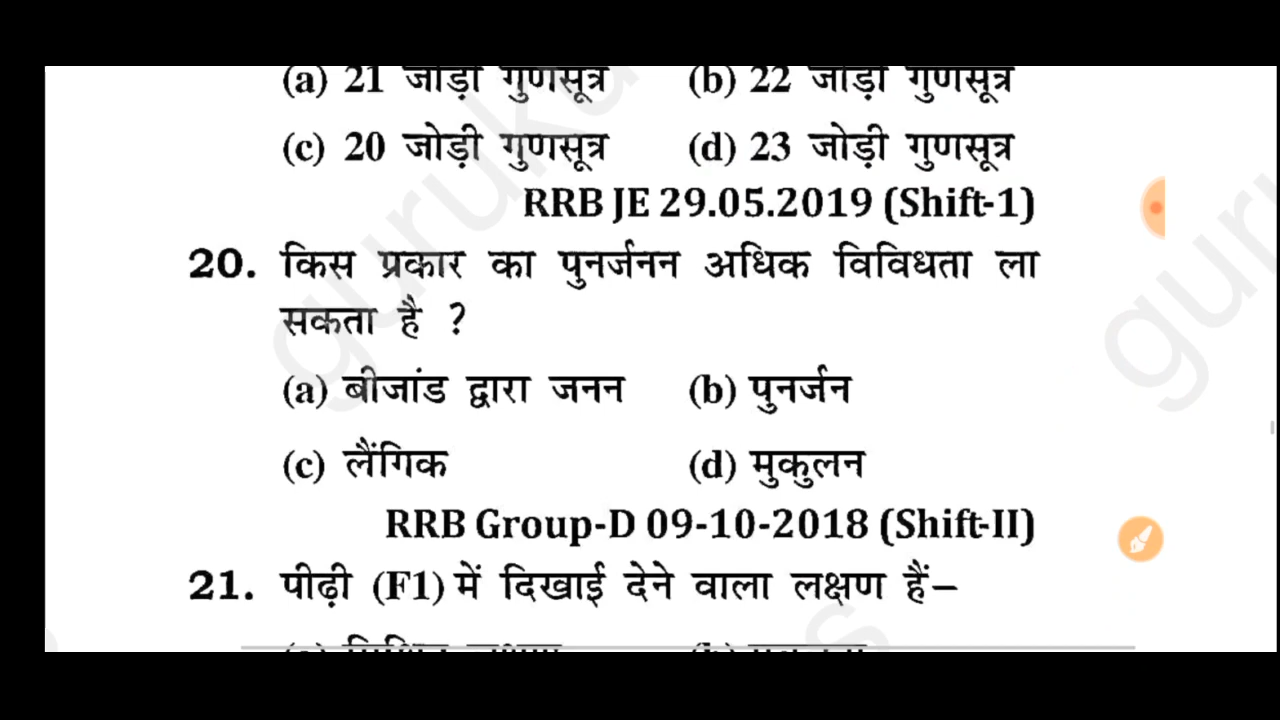 (a) 21 जोड़ी गुणसूत्र (b) 22 जोड़ी गुणसूत्र
(c) 20 जोड़ी गुणसूत्र (d) 23 जोड़ी गुणसूत्र
RRB JE 29.05.2019 (Shift-1)
20. किस प्रकार का पुनर्जनन अधिक विविधता ला
सकता है ?
(a) बीजांड द्वारा जनन (b) पुनर्जन
(c) लैंगिक (d) मुकुलन
RRB Group-D 09-10-2018 (Shift-II)
21. पीढ़ी (F1) में दिखाई देने वाला लक्षण हैं–